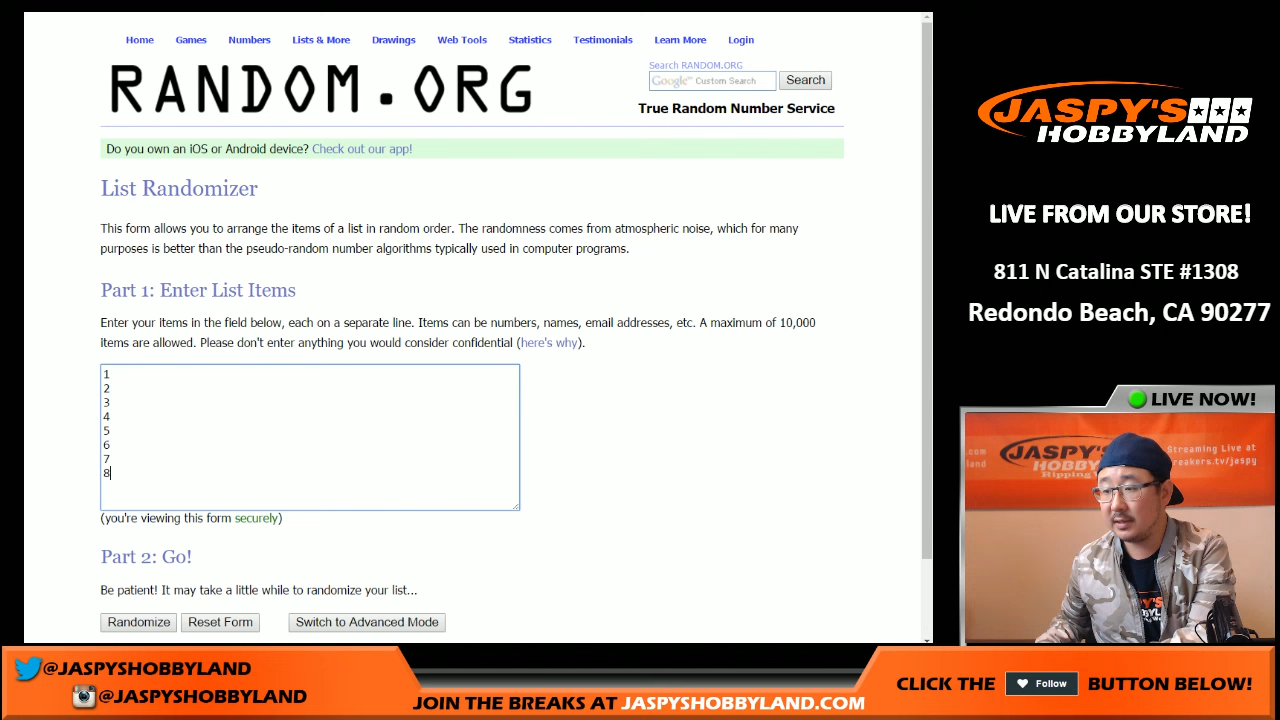 Home Games Numbers Lists & More Drawings Web Tools Statistics Testimonials Learn More Login
RANDOM.ORG
Search RANDOM.ORG
Google™ Custom Search Search
True Random Number Service
Do you own an iOS or Android device? Check out our app!
List Randomizer
This form allows you to arrange the items of a list in random order. The randomness comes from atmospheric noise, which for many
purposes is better than the pseudo-random number algorithms typically used in computer programs.
Part 1: Enter List Items
Enter your items in the field below, each on a separate line. Items can be numbers, names, email addresses, etc. A maximum of 10,000
items are allowed. Please don't enter anything you would consider confidential (here's why).
1
2
3
4
5
6
7
8
(you're viewing this form securely)
Part 2: Go!
Be patient! It may take a little while to randomize your list...
Randomize Reset Form Switch to Advanced Mode
JASPY'S
HOBBYLAND
LIVE FROM OUR STORE!
811 N Catalina STE #1308
Redondo Beach, CA 90277
LIVE NOW!
JASPY'S
HOBBYLAND
Streaming Live at
breakers.tv/jaspy
@JASPYSHOBBYLAND
@JASPYSHOBBYLAND
JOIN THE BREAKS AT JASPYSHOBBYLAND.COM
CLICK THE Follow BUTTON BELOW!